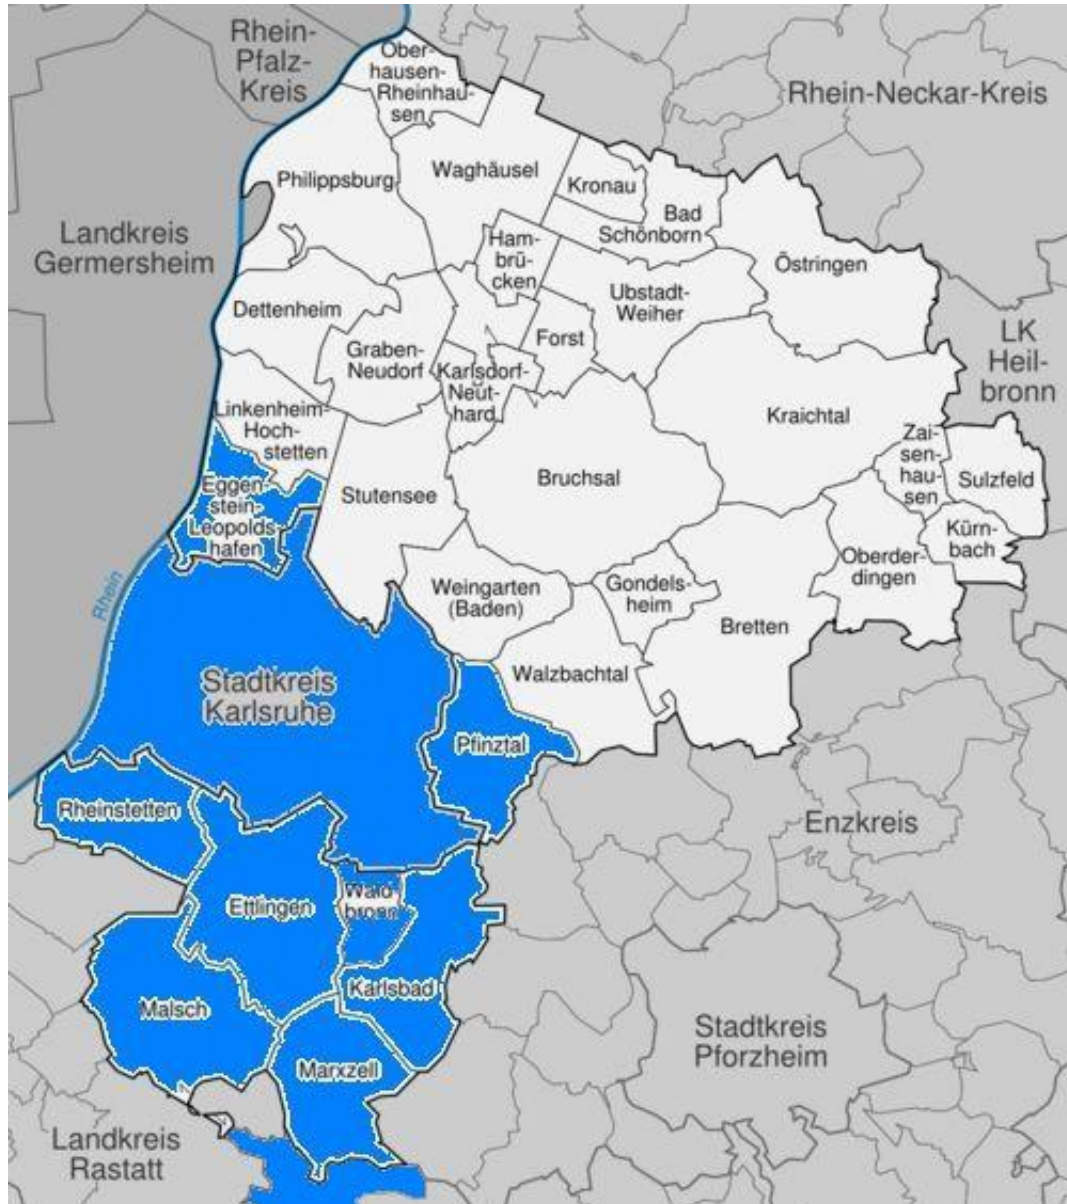 Rhein-
Pfalz-
Kreis
Ober-
hausen-
Rheinhau-
sen
Rhein-Neckar-Kreis
Philippsburg
Waghäusel
Kronau
Bad
Schönborn
Landkreis
Germersheim
Ham-
brü-
cken
Östringen
Dettenheim
Ubstadt-
Weiher
Forst
Graben-
Neudorf
Karlsdorf-
Neut-
hard
LK
Heil-
bronn
Linkenheim-
Hoch-
stetten
Kraichtal
Zai-
sen-
hau-
sen
Sulzfeld
Eggen-
stein-
Leopolds-
hafen
Stutensee
Bruchsal
Kürn-
bach
Oberder-
dingen
Rhein
Weingarten
(Baden)
Gondels-
heim
Bretten
Walzbachtal
Stadtkreis
Karlsruhe
Pfinztal
Rheinstetten
Enzkreis
Wald-
bronn
Ettlingen
Karlsbad
Malsch
Stadtkreis
Pforzheim
Marxzell
Landkreis
Rastatt